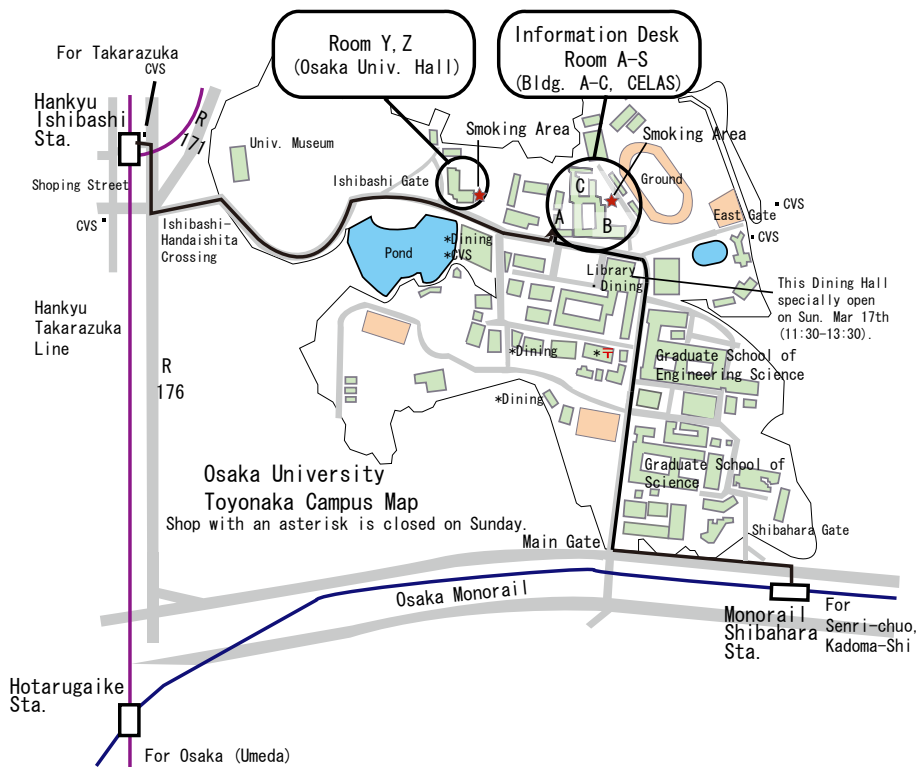 Room Y,Z
(Osaka Univ. Hall)
Information Desk
Room A-S
(Bldg. A-C, CELAS)
For Takarazuka
CVS
Hankyu
Ishibashi
Sta.
R
171
Smoking Area
Smoking Area
Univ. Museum
Ishibashi Gate
Shoping Street
C
Ground
A
B
East Gate
CVS
CVS
CVS
Ishibashi-
Handaishita
Crossing
Pond
*Dining
*CVS
Library
Dining
This Dining Hall
specially open
on Sun. Mar 17th
(11:30-13:30).
Hankyu
Takarazuka
Line
R
176
*Dining
*〒
Graduate School of
Engineering Science
*Dining
Osaka University
Toyonaka Campus Map
Shop with an asterisk is closed on Sunday.
Graduate School of
Science
Shibahara Gate
Main Gate
Osaka Monorail
Monorail
Shibahara
Sta.
For
Senri-chuo,
Kadoma-Shi
Hotarugaike
Sta.
For Osaka (Umeda)